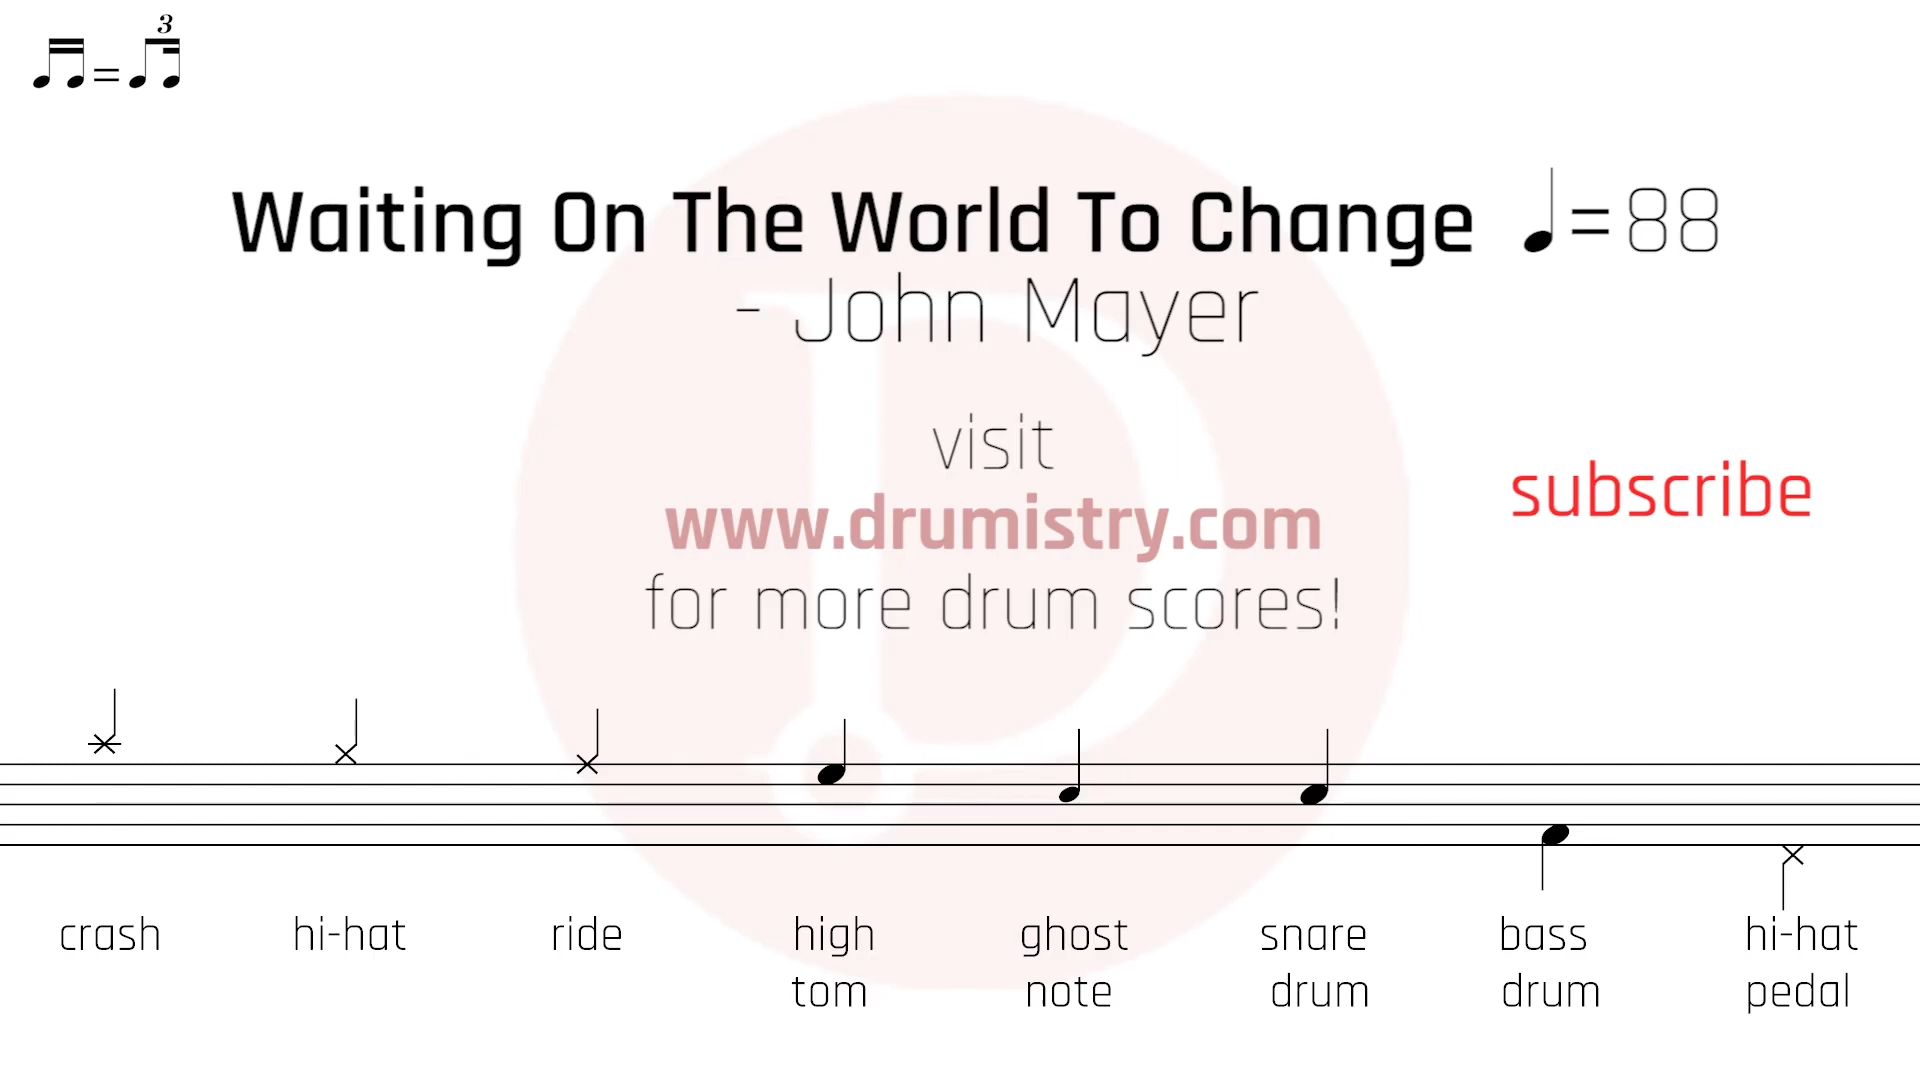 3
=
Waiting On The World To Change =88
- John Mayer
visit
www.drumistry.com
for more drum scores!
subscribe
crash hi-hat ride high ghost snare bass hi-hat
tom note drum drum pedal